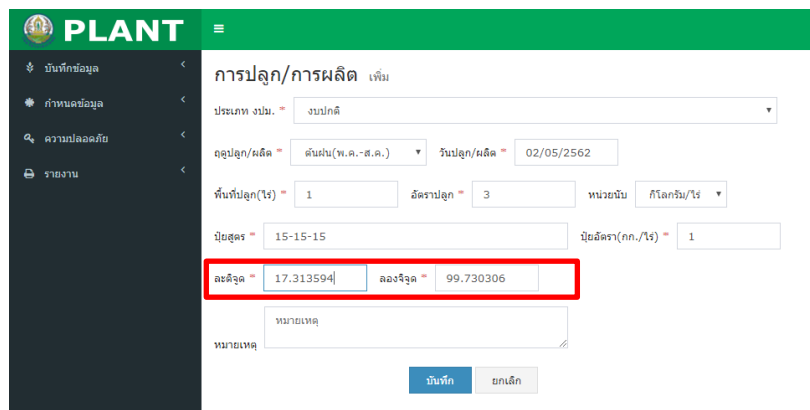 PLANT
บันทึกข้อมูล
กำหนดข้อมูล
ความปลอดภัย
รายงาน
การปลูก/การผลิต เพิ่ม
ประเภท งปม. * งบปกติ
ฤดูปลูก/ผลิต * ต้นฝน(พ.ค.-ส.ค.) วันปลูก/ผลิต * 02/05/2562
พื้นที่ปลูก(ไร่) * 1 อัตราปลูก * 3 หน่วยนับ กิโลกรัม/ไร่
ปุ๋ยสูตร * 15-15-15 ปุ๋ยอัตรา(กก./ไร่) * 1
ละติจูด * 17.313594 ลองจิจูด * 99.730306
หมายเหตุ
หมายเหตุ
บันทึก ยกเลิก